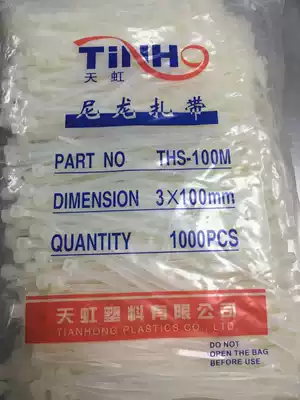 TiNHO
天虹
尼龙扎带
PART NO THS-100M
DIMENSION 3×100mm
QUANTITY 1000PCS
天虹塑料有限公司
TIANHONG PLASTICS CO., LTD
DO NOT
OPEN THE BAG
BEFORE USE